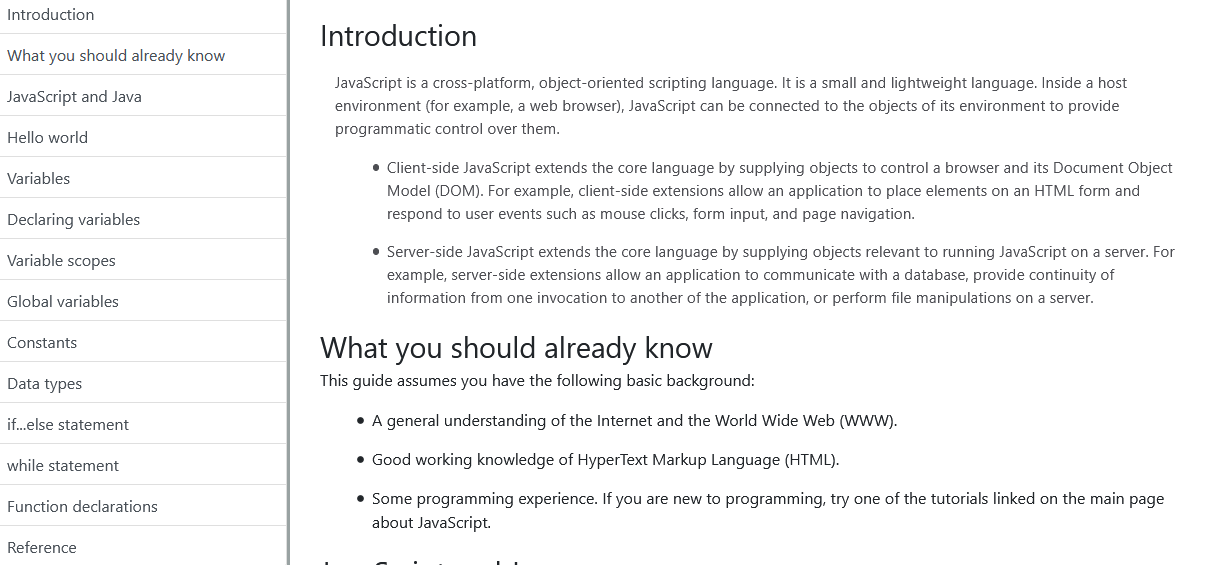 Introduction
What you should already know
JavaScript and Java
Hello world
Variables
Declaring variables
Variable scopes
Global variables
Constants
Data types
if...else statement
while statement
Function declarations
Reference
Introduction
JavaScript is a cross-platform, object-oriented scripting language. It is a small and lightweight language. Inside a host
environment (for example, a web browser), JavaScript can be connected to the objects of its environment to provide
programmatic control over them.
Client-side JavaScript extends the core language by supplying objects to control a browser and its Document Object
Model (DOM). For example, client-side extensions allow an application to place elements on an HTML form and
respond to user events such as mouse clicks, form input, and page navigation.
Server-side JavaScript extends the core language by supplying objects relevant to running JavaScript on a server. For
example, server-side extensions allow an application to communicate with a database, provide continuity of
information from one invocation to another of the application, or perform file manipulations on a server.
What you should already know
This guide assumes you have the following basic background:
A general understanding of the Internet and the World Wide Web (WWW).
Good working knowledge of HyperText Markup Language (HTML).
Some programming experience. If you are new to programming, try one of the tutorials linked on the main page
about JavaScript.